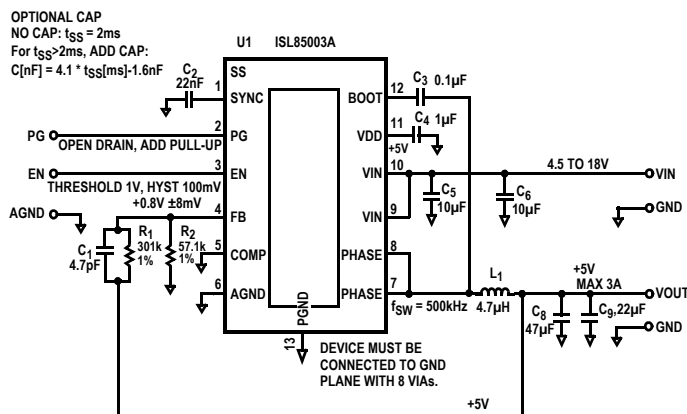 OPTIONAL CAP
NO CAP: tSS = 2ms
For tSS>2ms, ADD CAP:
C[nF] = 4.1 * tSS[ms]-1.6nF
U1 ISL85003A
C2
22nF
1
SS
SYNC
PG
2
PG
OPEN DRAIN, ADD PULL-UP
EN
3
EN
THRESHOLD 1V, HYST 100mV
+0.8V ±8mV
AGND
4
FB
C1
4.7pF
R1
301k
1%
R2
57.1k
1%
5
COMP
6
AGND
PGND
13
DEVICE MUST BE
CONNECTED TO GND
PLANE WITH 8 VIAs.
BOOT
12
C3 0.1µF
VDD
11
C4 1µF
+5V
VIN
10
4.5 TO 18V
VIN
C5
10µF
C6
10µF
GND
VIN
9
PHASE
8
PHASE
7
fSW = 500kHz
L1
4.7µH
+5V
MAX 3A
VOUT
C8
47µF
C9,22µF
GND
+5V